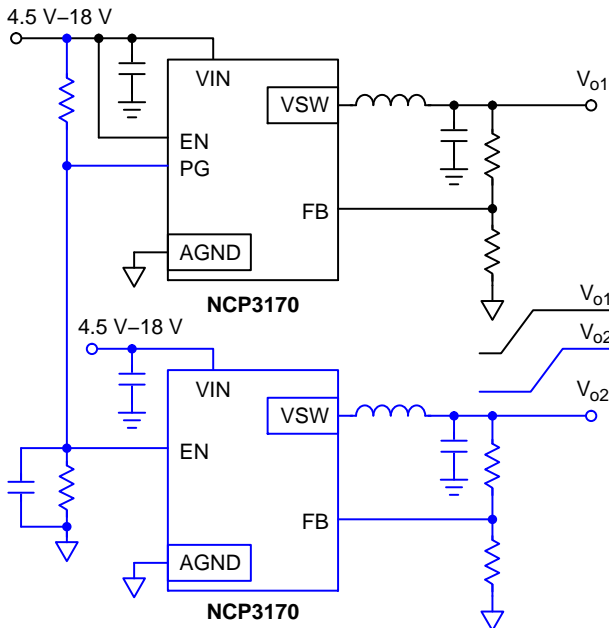 4.5 V–18 V
VIN
VSW
Vo1
EN
PG
FB
AGND
NCP3170
Vo1
4.5 V–18 V
Vo2
VIN
Vo2
VSW
EN
FB
AGND
NCP3170